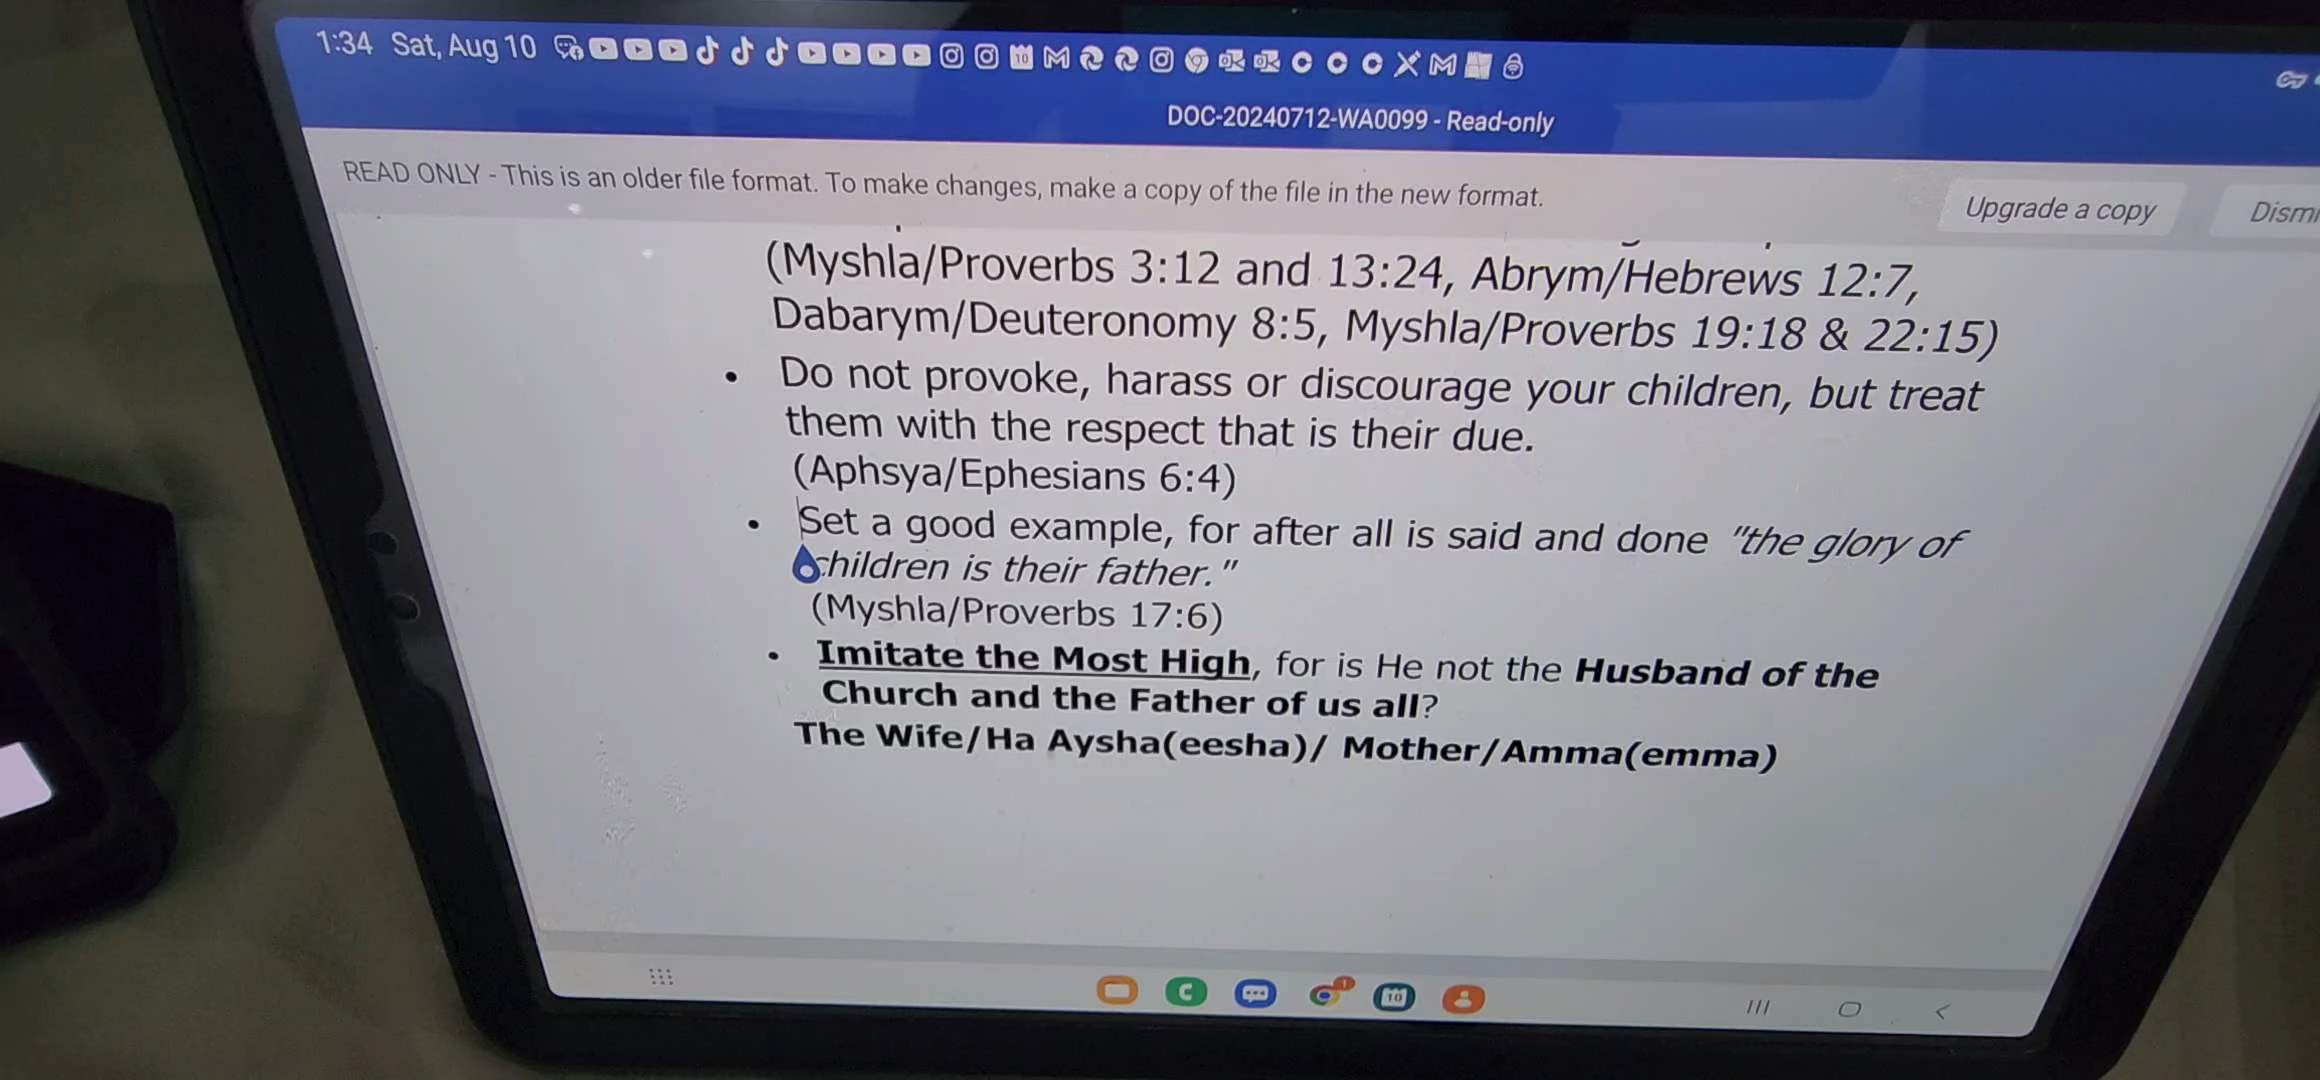 1:34 Sat, Aug 10
DOC-20240712-WA0099 - Read-only
READ ONLY - This is an older file format. To make changes, make a copy of the file in the new format.
Upgrade a copy
(Myshla/Proverbs 3:12 and 13:24, Abrym/Hebrews 12:7,
Dabarym/Deuteronomy 8:5, Myshla/Proverbs 19:18 & 22:15)
• Do not provoke, harass or discourage your children, but treat
them with the respect that is their due.
(Aphsya/Ephesians 6:4)
• Set a good example, for after all is said and done "the glory of
children is their father."
(Myshla/Proverbs 17:6)
• Imitate the Most High, for is He not the Husband of the
Church and the Father of us all?
The Wife/Ha Aysha(eesha)/ Mother/Amma(emma)